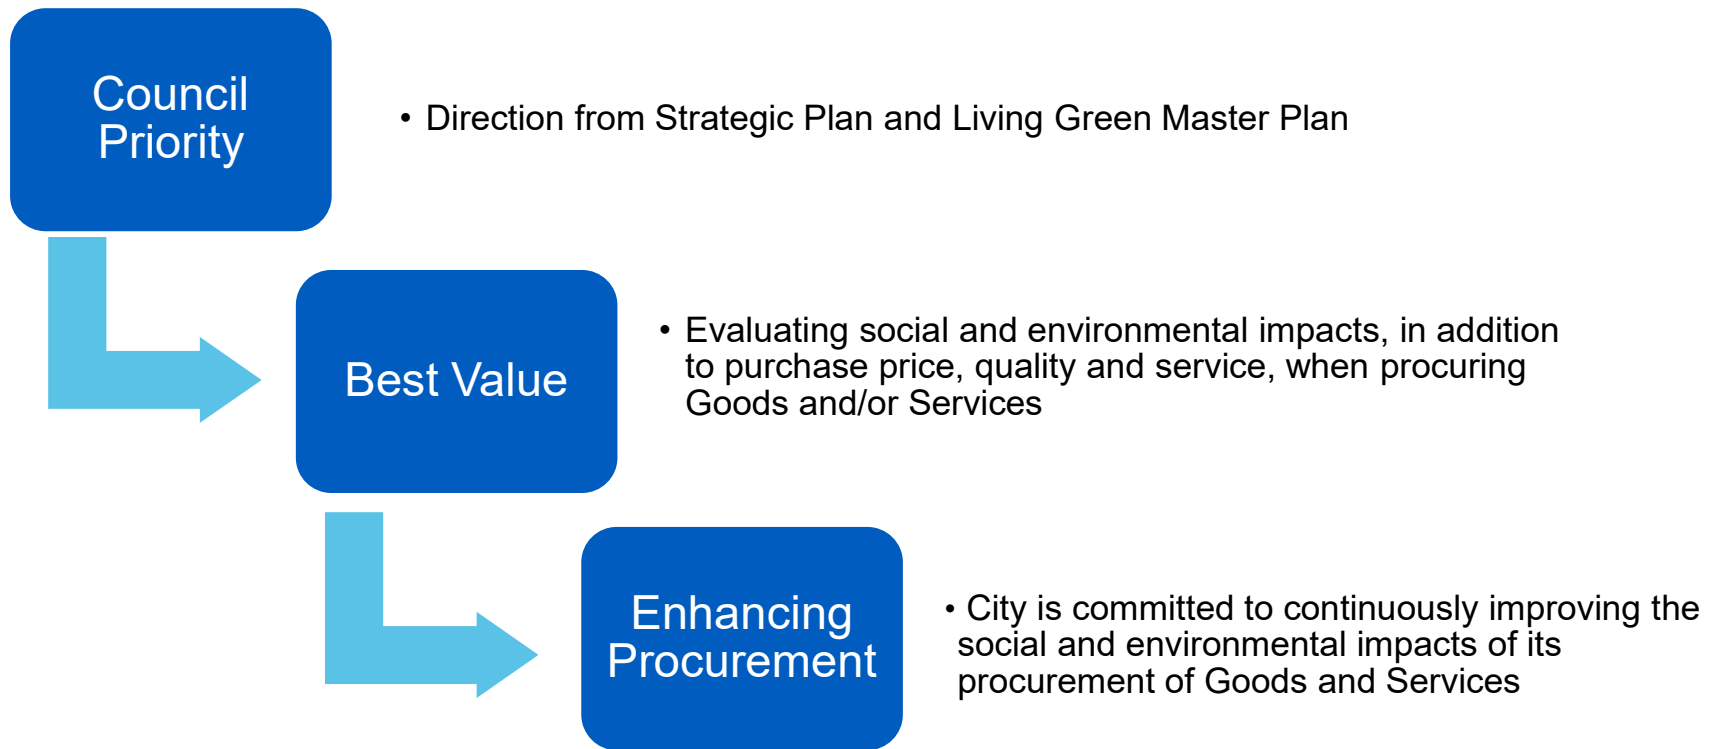 Council
Priority
• Direction from Strategic Plan and Living Green Master Plan
Best Value
• Evaluating social and environmental impacts, in addition
to purchase price, quality and service, when procuring
Goods and/or Services
Enhancing
Procurement
• City is committed to continuously improving the
social and environmental impacts of its
procurement of Goods and Services